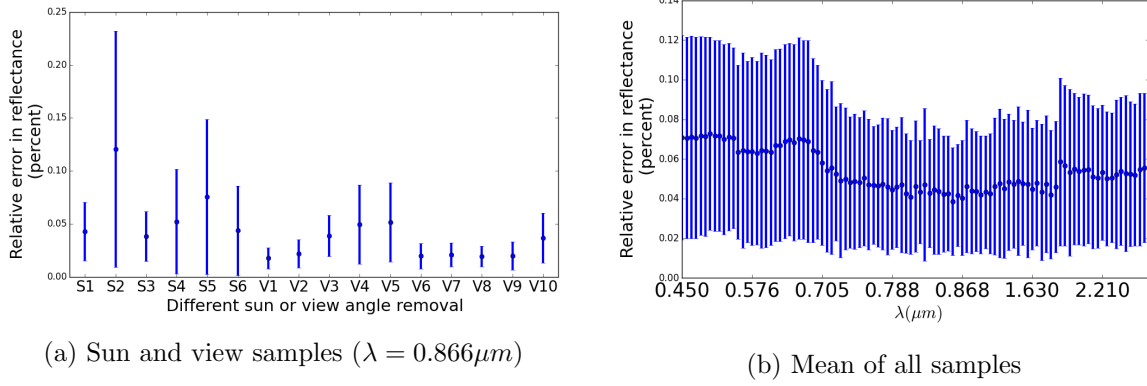 0.25
0.20
0.15
0.10
0.05
0.00
Relative error in reflectance
(percent)
S1 S2 S3 S4 S5 S6 V1 V2 V3 V4 V5 V6 V7 V8 V9 V10
Different sun or view angle removal
(a) Sun and view samples (λ = 0.866μm)
0.14
0.12
0.10
0.08
0.06
0.04
0.02
0.00
Relative error in reflectance
(percent)
0.450 0.576 0.705 0.788 0.868 1.630 2.210
λ(μm)
(b) Mean of all samples